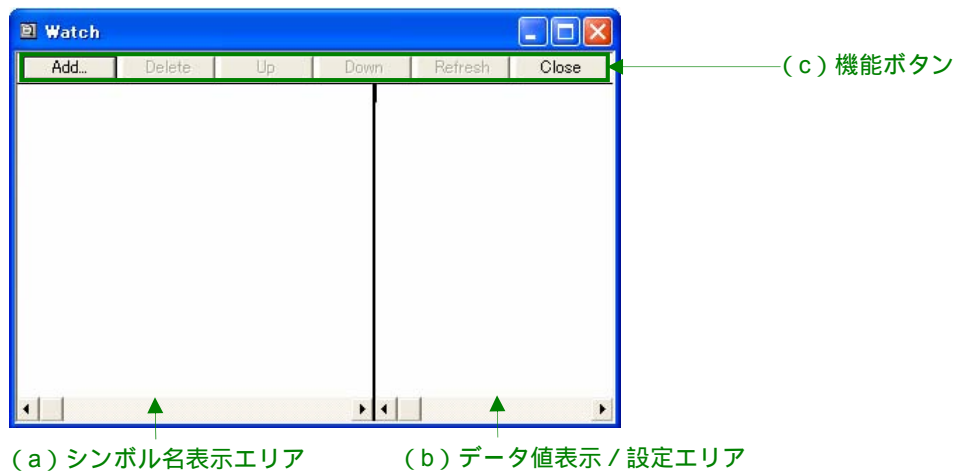 Watch
Add... Delete Up Down Refresh Close
(c)機能ボタン
(a)シンボル名表示エリア
(b)データ値表示/設定エリア